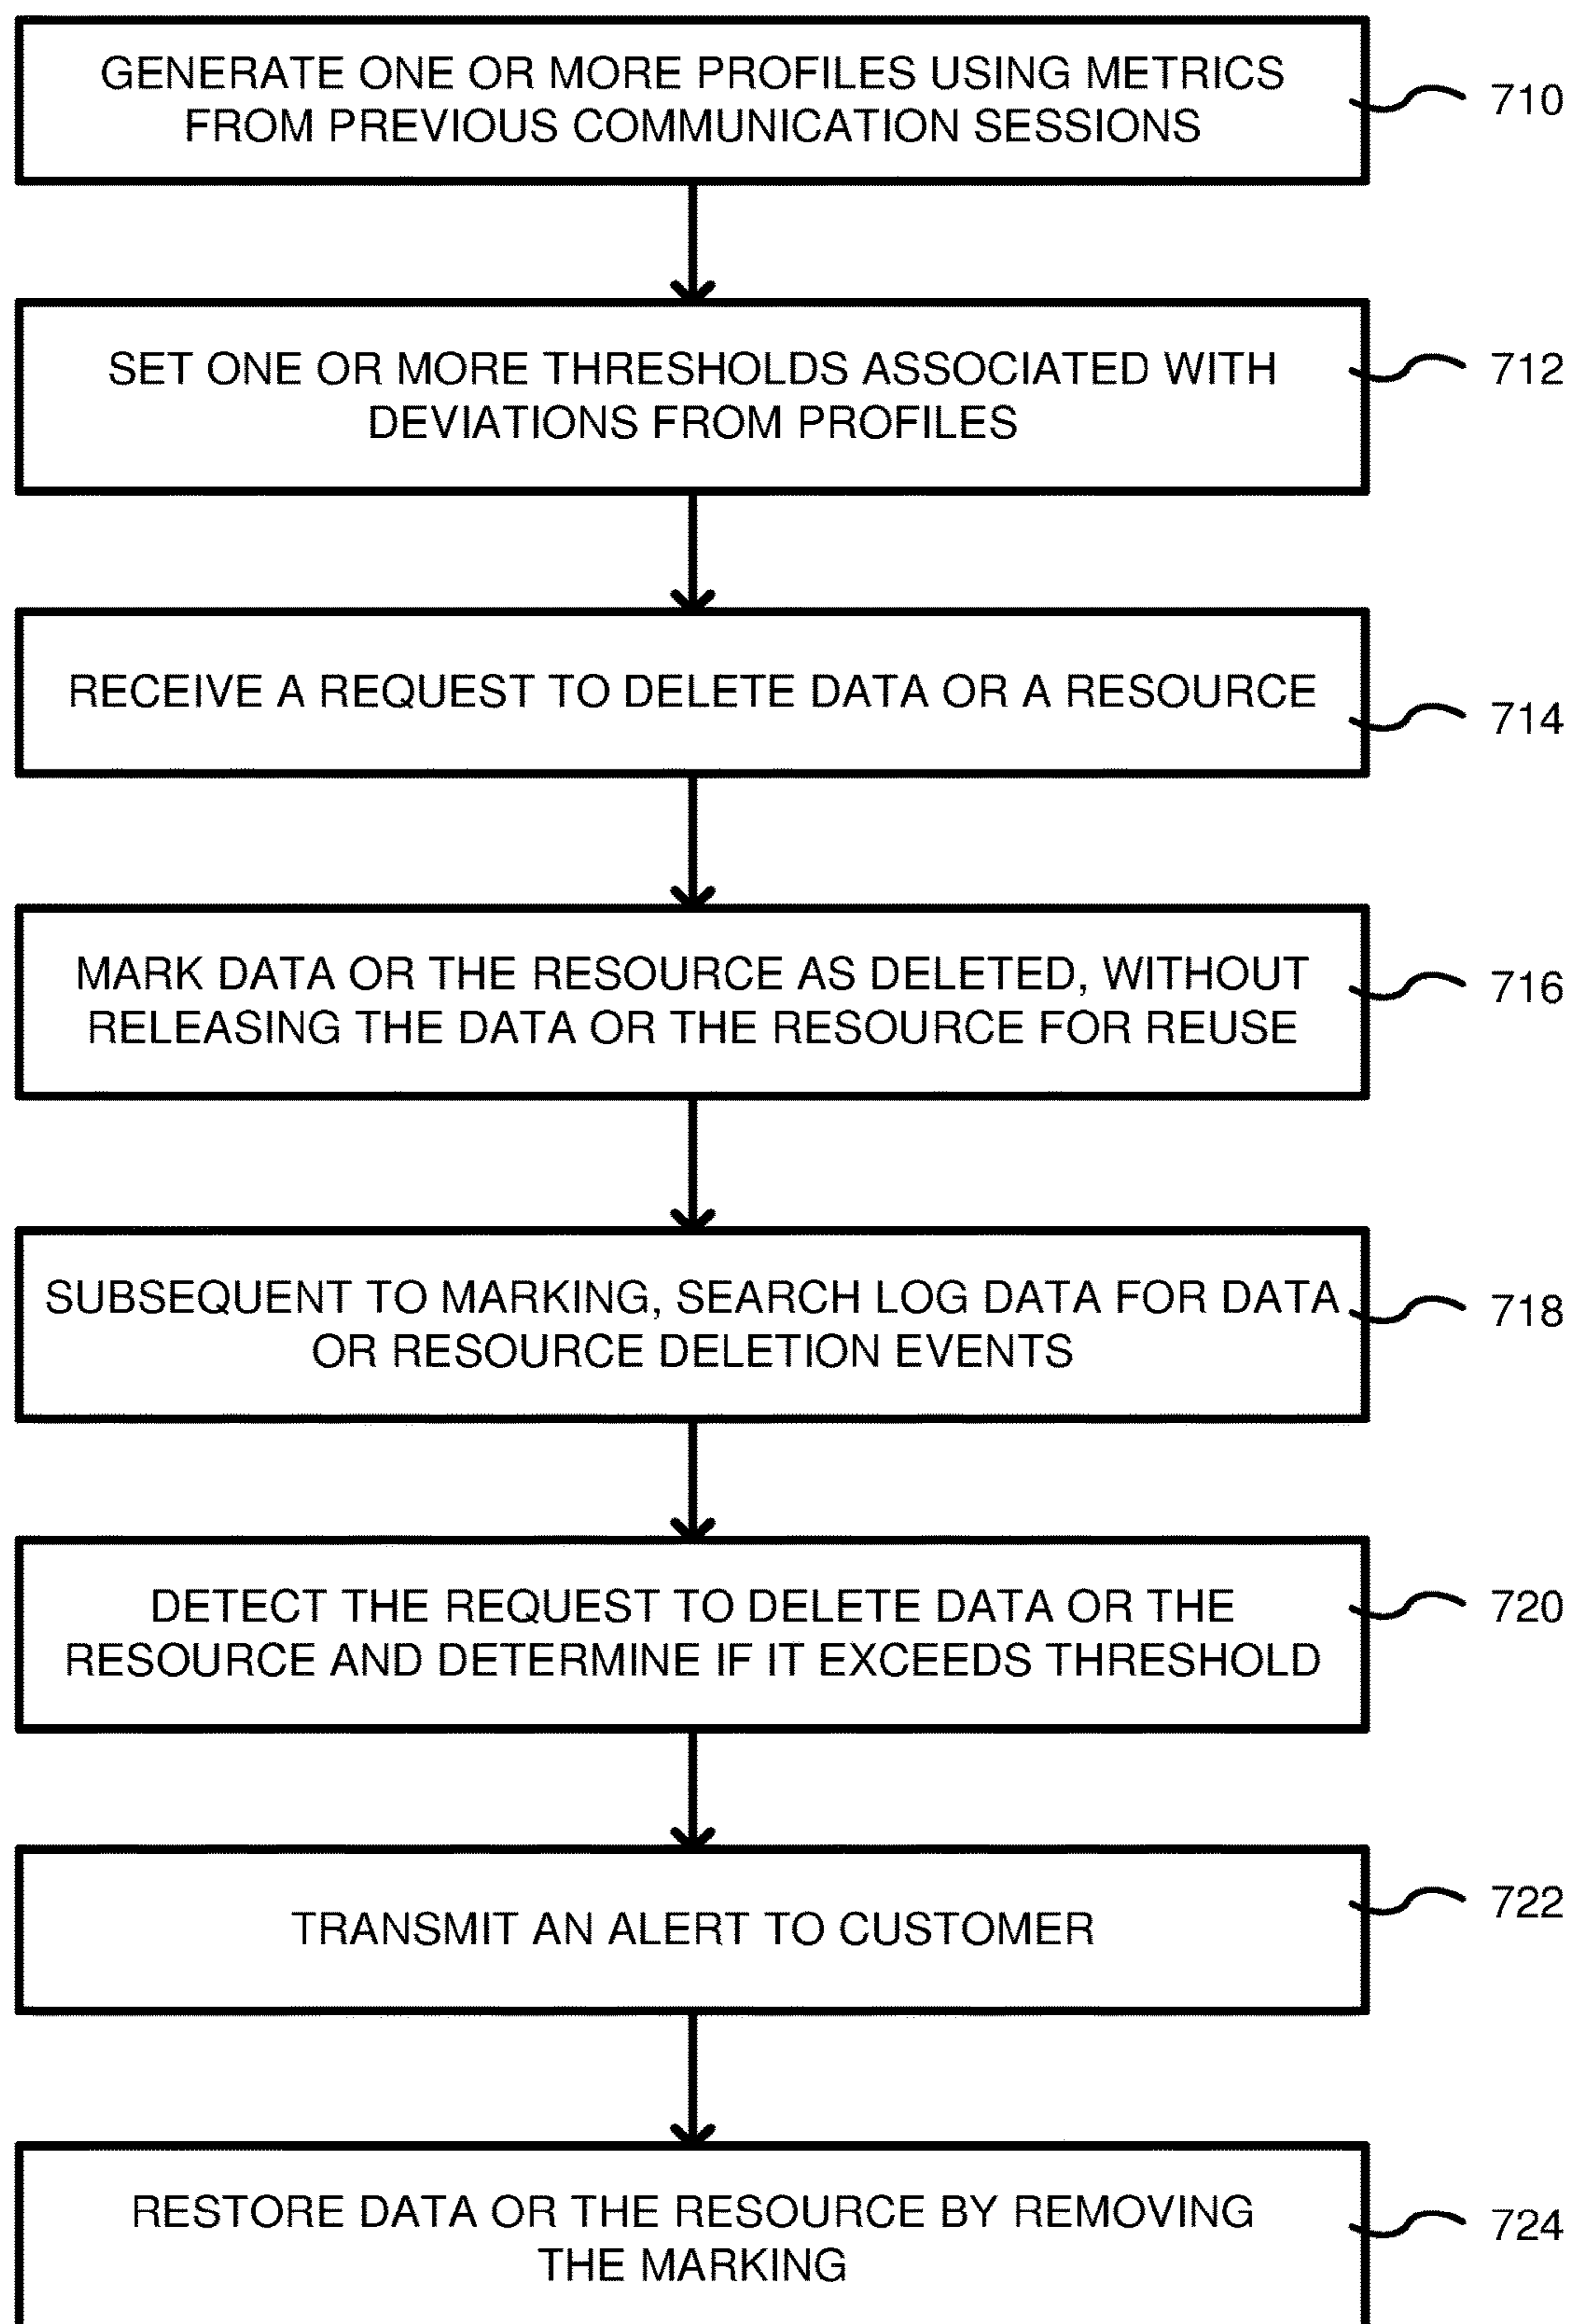 GENERATE ONE OR MORE PROFILES USING METRICS
FROM PREVIOUS COMMUNICATION SESSIONS
710
SET ONE OR MORE THRESHOLDS ASSOCIATED WITH
DEVIATIONS FROM PROFILES
712
RECEIVE A REQUEST TO DELETE DATA OR A RESOURCE
714
MARK DATA OR THE RESOURCE AS DELETED, WITHOUT
RELEASING THE DATA OR THE RESOURCE FOR REUSE
716
SUBSEQUENT TO MARKING, SEARCH LOG DATA FOR DATA
OR RESOURCE DELETION EVENTS
718
DETECT THE REQUEST TO DELETE DATA OR THE
RESOURCE AND DETERMINE IF IT EXCEEDS THRESHOLD
720
TRANSMIT AN ALERT TO CUSTOMER
722
RESTORE DATA OR THE RESOURCE BY REMOVING
THE MARKING
724